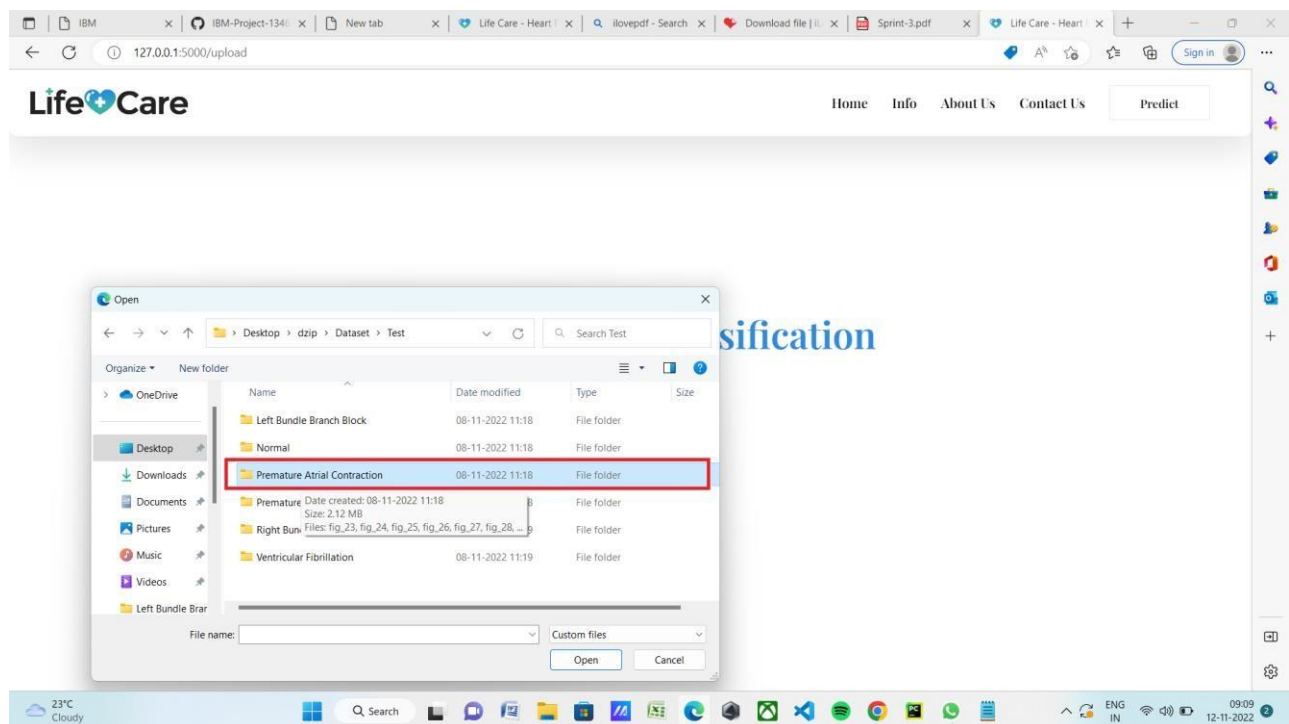 IBM
IBM-Project-134
New tab
Life Care - Heart
ilovepdf - Search
Download file | iL
Sprint-3.pdf
Life Care - Heart
127.0.0.1:5000/upload
Sign in
Life Care
Home Info About Us Contact Us Predict
sification
Open
Desktop > dzip > Dataset > Test
Search Test
Organize New folder
Name Date modified Type Size
OneDrive
Left Bundle Branch Block 08-11-2022 11:18 File folder
Desktop
Normal 08-11-2022 11:18 File folder
Downloads
Premature Atrial Contraction 08-11-2022 11:18 File folder
Documents
Premature 8 File folder
Date created: 08-11-2022 11:18
Size: 2.12 MB
Files: fig_23, fig_24, fig_25, fig_26, fig_27, fig_28, ...
Pictures
Right Bun 9 File folder
Music
Ventricular Fibrillation 08-11-2022 11:19 File folder
Videos
Left Bundle Brar
File name:
Custom files
Open Cancel
23°C
Cloudy
Search
ENG
IN
09:09
12-11-2022
2